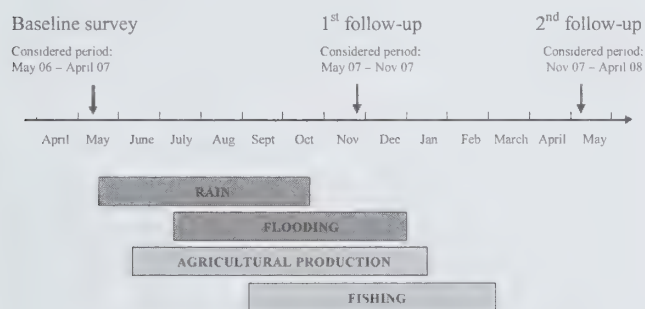 Baseline survey
Considered period:
May 06 – April 07
1st follow-up
Considered period:
May 07 – Nov 07
2nd follow-up
Considered period:
Nov 07 – April 08
April May June July Aug Sept Oct Nov Dec Jan Feb March April May
RAIN
FLOODING
AGRICULTURAL PRODUCTION
FISHING